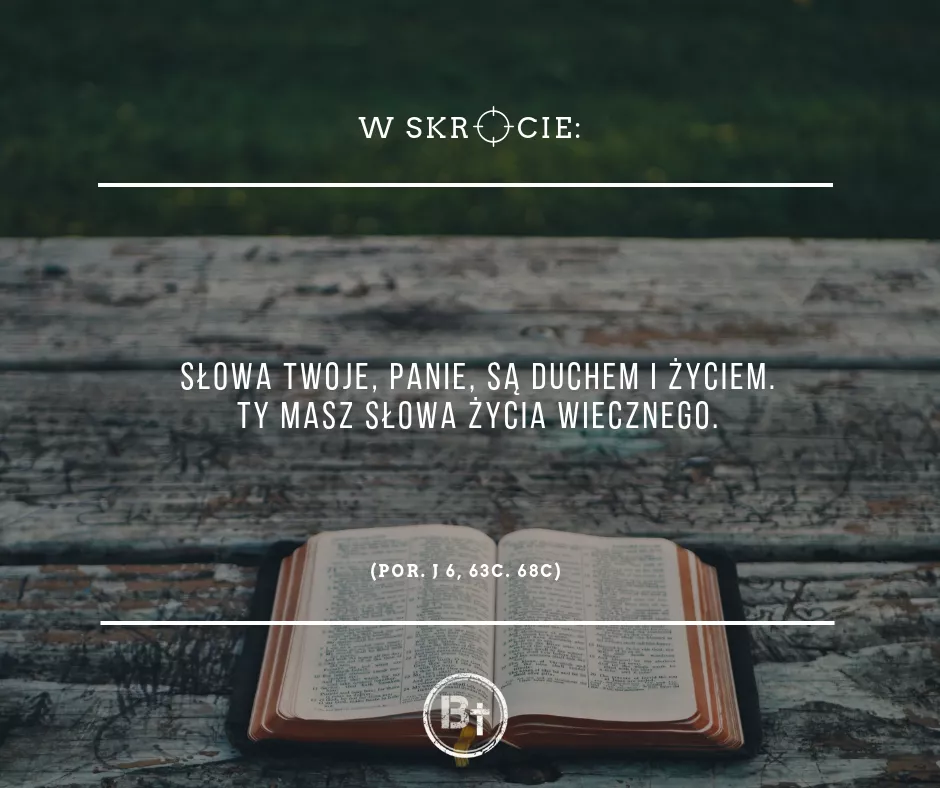 W SKRÓCIE:
SŁOWA TWOJE, PANIE, SĄ DUCHEM I ŻYCIEM.
TY MASZ SŁOWA ŻYCIA WIECZNEGO.
(POR. J 6, 63C. 68C)
B†